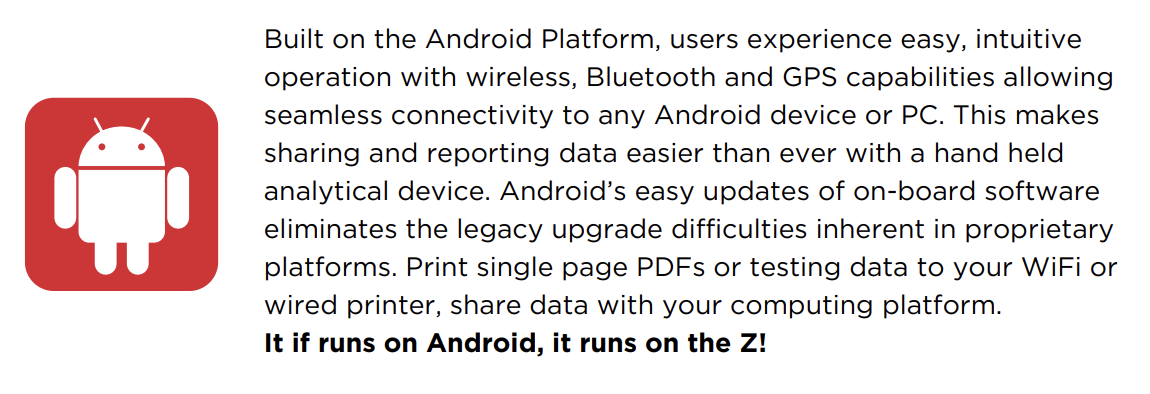 Built on the Android Platform, users experience easy, intuitive
operation with wireless, Bluetooth and GPS capabilities allowing
seamless connectivity to any Android device or PC. This makes
sharing and reporting data easier than ever with a hand held
analytical device. Android’s easy updates of on-board software
eliminates the legacy upgrade difficulties inherent in proprietary
platforms. Print single page PDFs or testing data to your WiFi or
wired printer, share data with your computing platform.
It if runs on Android, it runs on the Z!